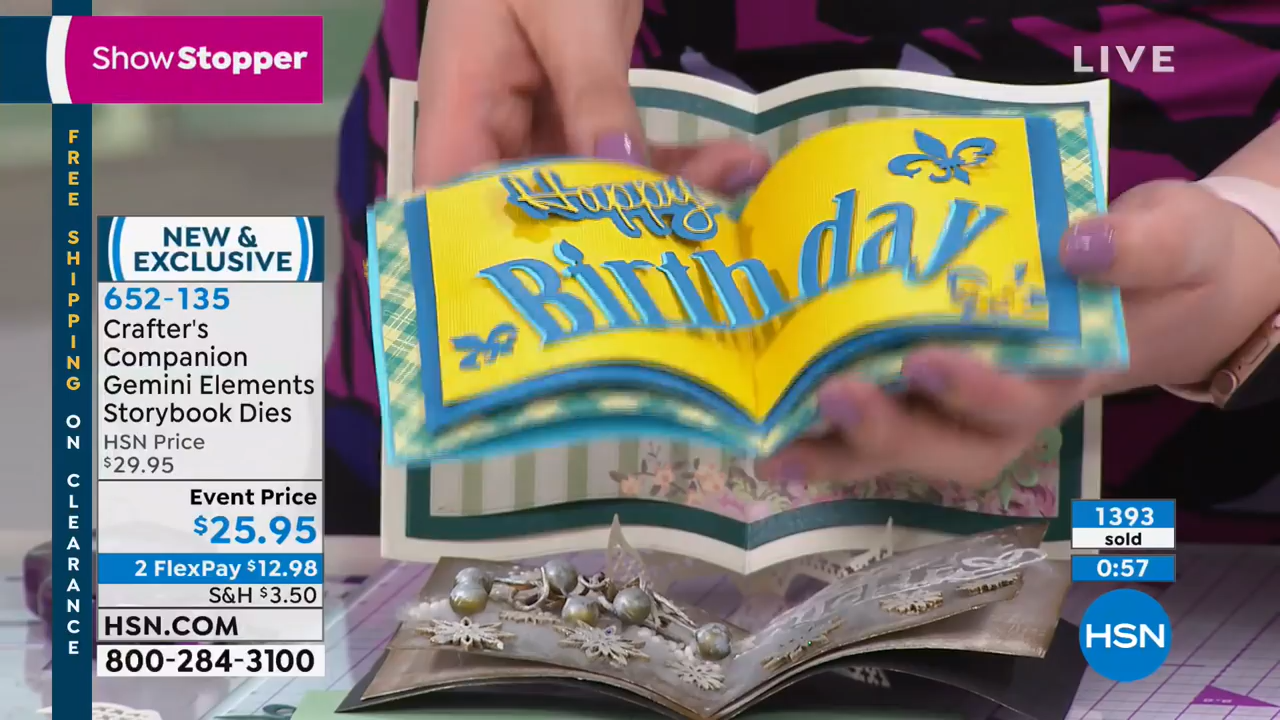 ShowStopper
LIVE
FREE SHIPPING ON CLEARANCE
NEW &
EXCLUSIVE
652-135
Crafter's
Companion
Gemini Elements
Storybook Dies
HSN Price
$29.95
Event Price
$25.95
2 FlexPay $12.98
S&H $3.50
HSN.COM
800-284-3100
Happy
Birthday
1393
sold
0:57
HSN